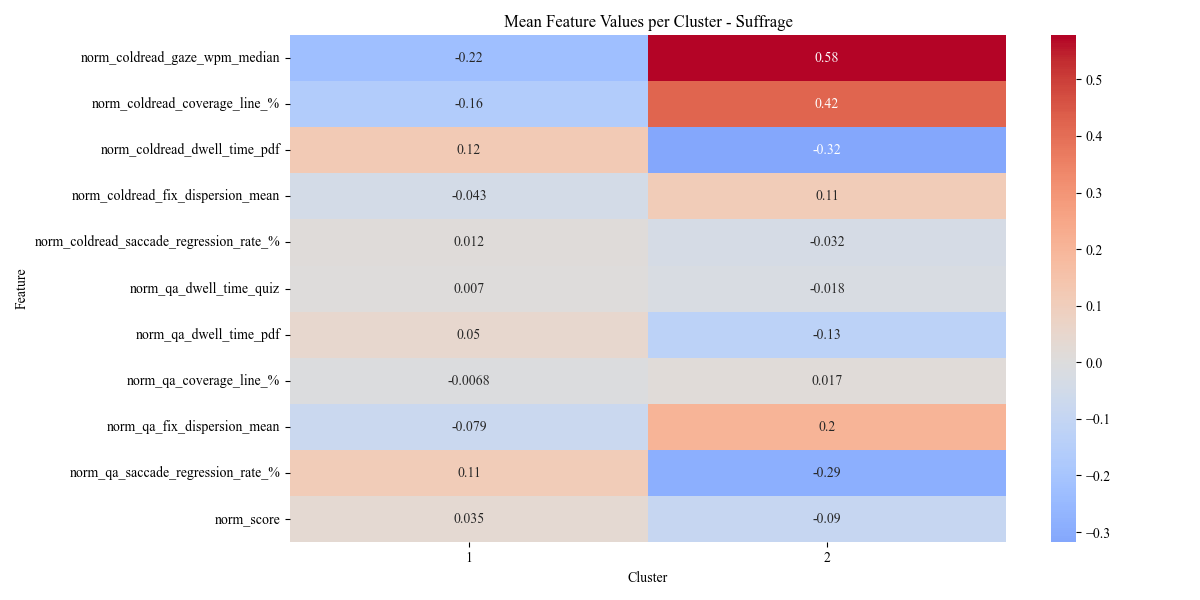 Mean Feature Values per Cluster - Suffrage
norm_coldread_gaze_wpm_median -0.22 0.58
norm_coldread_coverage_line_% -0.16 0.42
norm_coldread_dwell_time_pdf 0.12 -0.32
norm_coldread_fix_dispersion_mean -0.043 0.11
norm_coldread_saccade_regression_rate_% 0.012 -0.032
norm_qa_dwell_time_quiz 0.007 -0.018
norm_qa_dwell_time_pdf 0.05 -0.13
norm_qa_coverage_line_% -0.0068 0.017
norm_qa_fix_dispersion_mean -0.079 0.2
norm_qa_saccade_regression_rate_% 0.11 -0.29
norm_score 0.035 -0.09
Feature
1 2
Cluster
0.5
0.4
0.3
0.2
0.1
0.0
−0.1
−0.2
−0.3